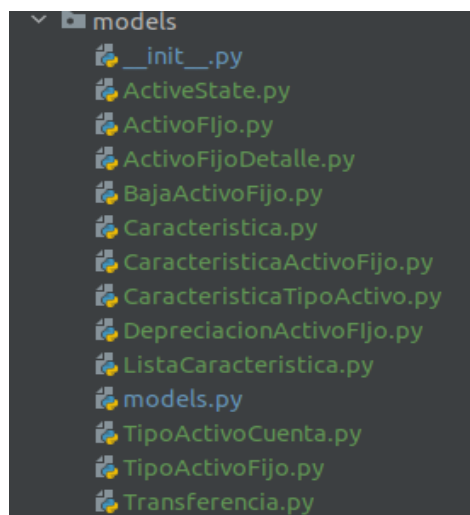 models
__init__.py
ActiveState.py
ActivoFIjo.py
ActivoFijoDetalle.py
BajaActivoFijo.py
Caracteristica.py
CaracteristicaActivoFijo.py
CaracteristicaTipoActivo.py
DepreciacionActivoFIjo.py
ListaCaracteristica.py
models.py
TipoActivoCuenta.py
TipoActivoFijo.py
Transferencia.py